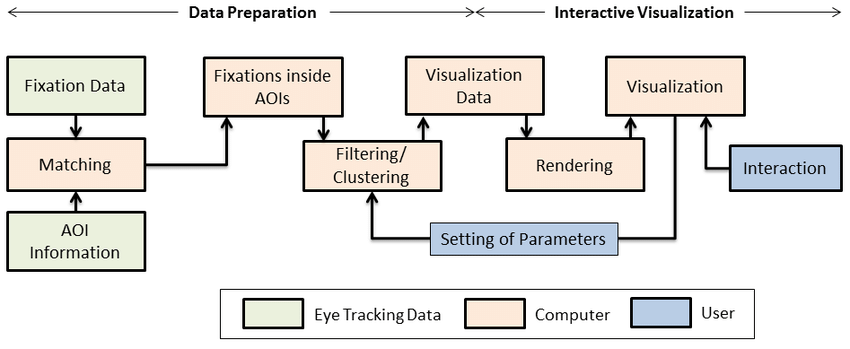 Data Preparation
Interactive Visualization
Fixation Data
Fixations inside
AOIs
Visualization
Data
Visualization
Matching
Filtering/
Clustering
Rendering
Interaction
AOI
Information
Setting of Parameters
Eye Tracking Data
Computer
User